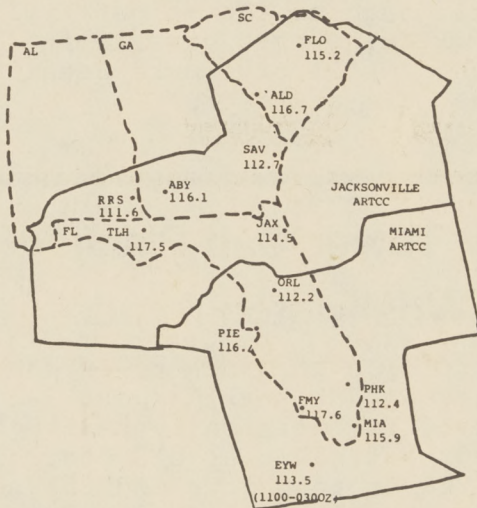 SC
GA
AL
FLO
115.2
ALD
116.7
SAV
112.7
ABY
116.1
RRS
111.6
JACKSONVILLE
ARTCC
FL
TLH
117.5
JAX
114.5
MIAMI
ARTCC
ORL
112.2
PIE
116.4
PHK
112.4
FMY
117.6
MIA
115.9
EYW
113.5
(1100-0300Z)